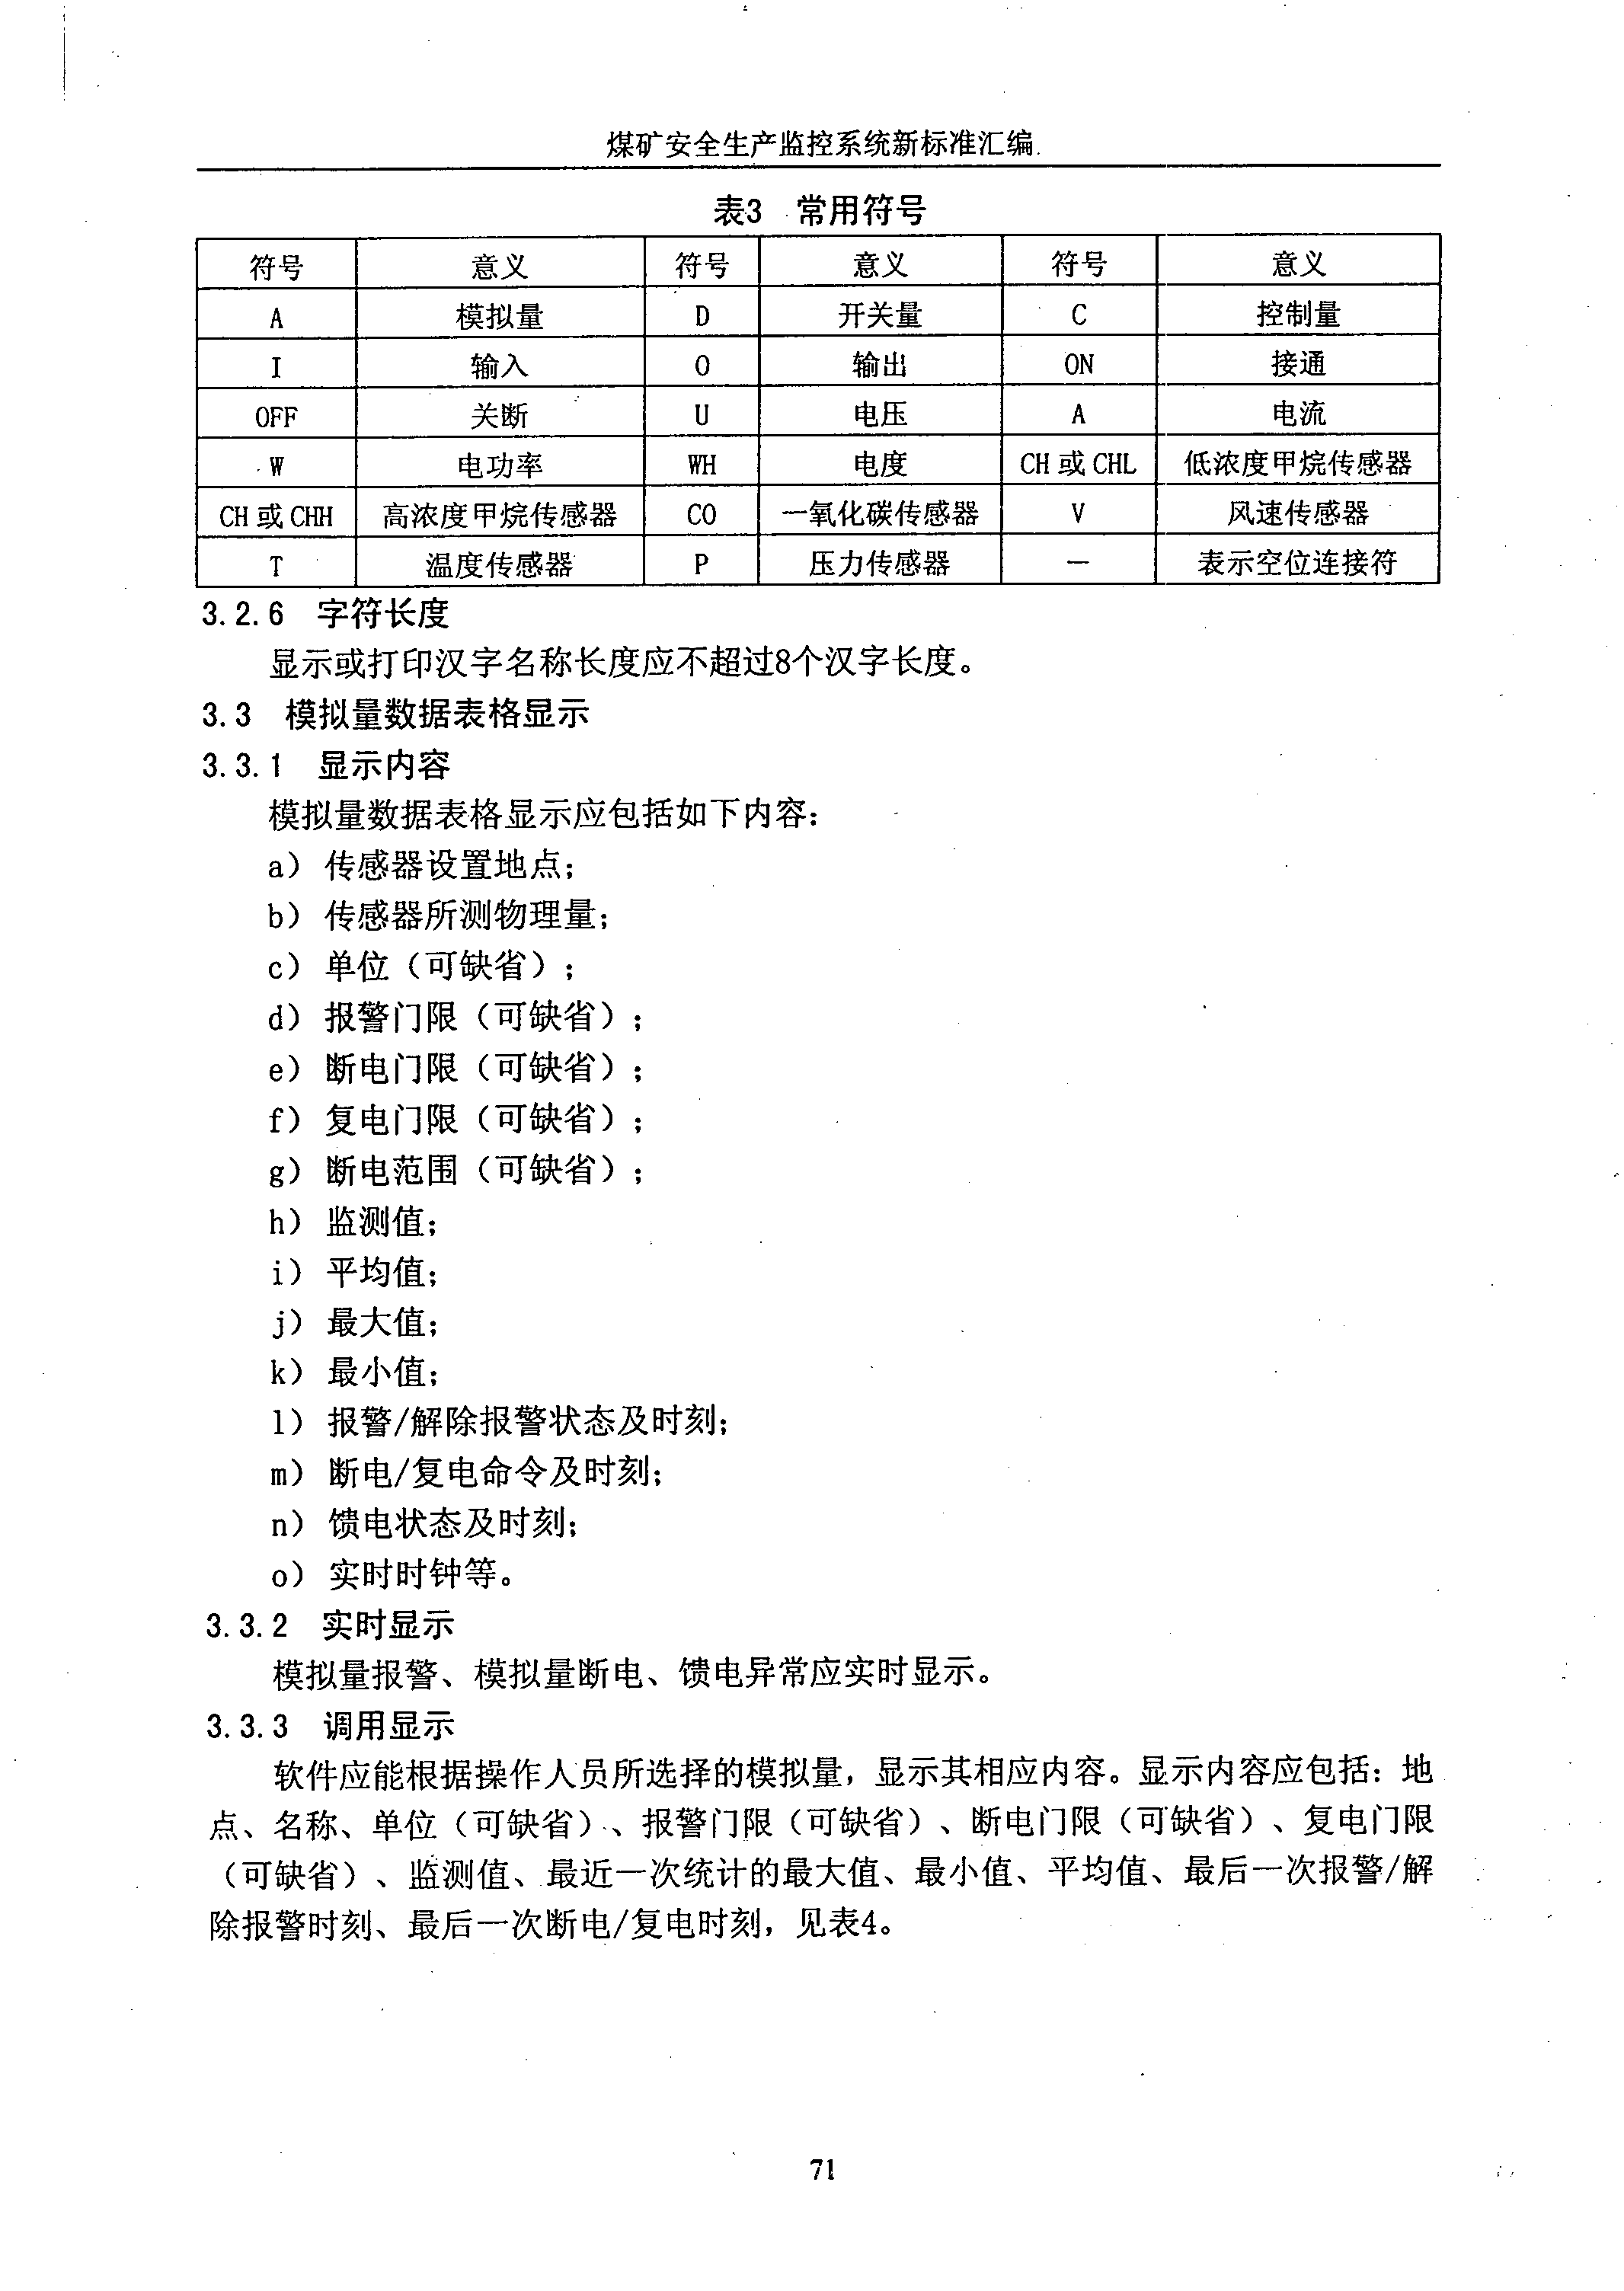 煤矿安全生产监控系统新标准汇编
表3 常用符号
符号 意义 符号 意义 符号 意义
A 模拟量 D 开关量 C 控制量
I 输入 O 输出 ON 接通
OFF 关断 U 电压 A 电流
W 电功率 WH 电度 CH 或 CHL 低浓度甲烷传感器
CH 或 CHH 高浓度甲烷传感器 CO 一氧化碳传感器 V 风速传感器
T 温度传感器 P 压力传感器 — 表示空位连接符
3.2.6 字符长度
显示或打印汉字名称长度应不超过8个汉字长度。
3.3 模拟量数据表格显示
3.3.1 显示内容
模拟量数据表格显示应包括如下内容：
a）传感器设置地点；
b）传感器所测物理量；
c）单位（可缺省）；
d）报警门限（可缺省）；
e）断电门限（可缺省）；
f）复电门限（可缺省）；
g）断电范围（可缺省）；
h）监测值；
i）平均值；
j）最大值；
k）最小值；
l）报警/解除报警状态及时刻；
m）断电/复电命令及时刻；
n）馈电状态及时刻；
o）实时时钟等。
3.3.2 实时显示
模拟量报警、模拟量断电、馈电异常应实时显示。
3.3.3 调用显示
软件应能根据操作人员所选择的模拟量，显示其相应内容。显示内容应包括：地
点、名称、单位（可缺省）、报警门限（可缺省）、断电门限（可缺省）、复电门限
（可缺省）、监测值、最近一次统计的最大值、最小值、平均值、最后一次报警/解
除报警时刻、最后一次断电/复电时刻，见表4。
71